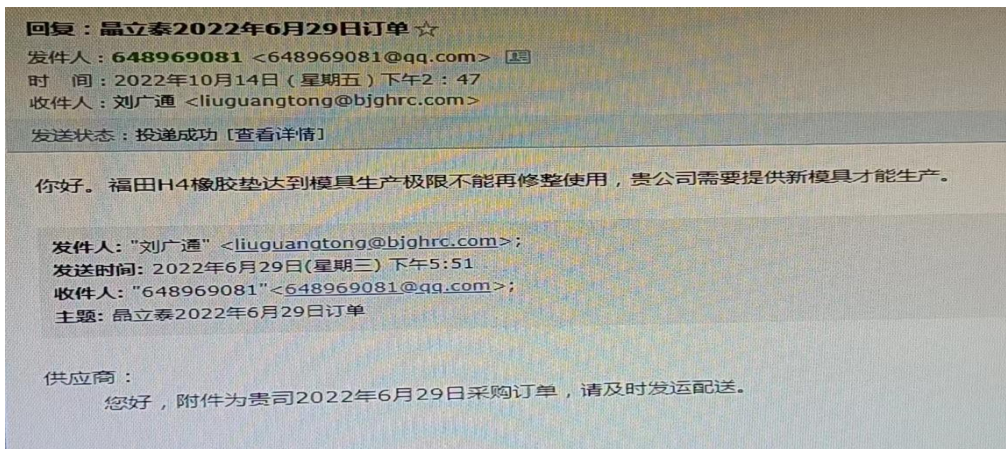 回复：晶立泰2022年6月29日订单☆
发件人：648969081 <648969081@qq.com>
时 间：2022年10月14日（星期五）下午2：47
收件人：刘广通 <liuguangtong@bjghrc.com>
发送状态：投递成功 [查看详情]
你好。福田H4橡胶垫达到模具生产极限不能再修整使用，贵公司需要提供新模具才能生产。
发件人: "刘广通" <liuguangtong@bjghrc.com>;
发送时间: 2022年6月29日(星期三) 下午5:51
收件人: "648969081"<648969081@qq.com>;
主题: 晶立泰2022年6月29日订单
供应商：
您好，附件为贵司2022年6月29日采购订单，请及时发运配送。